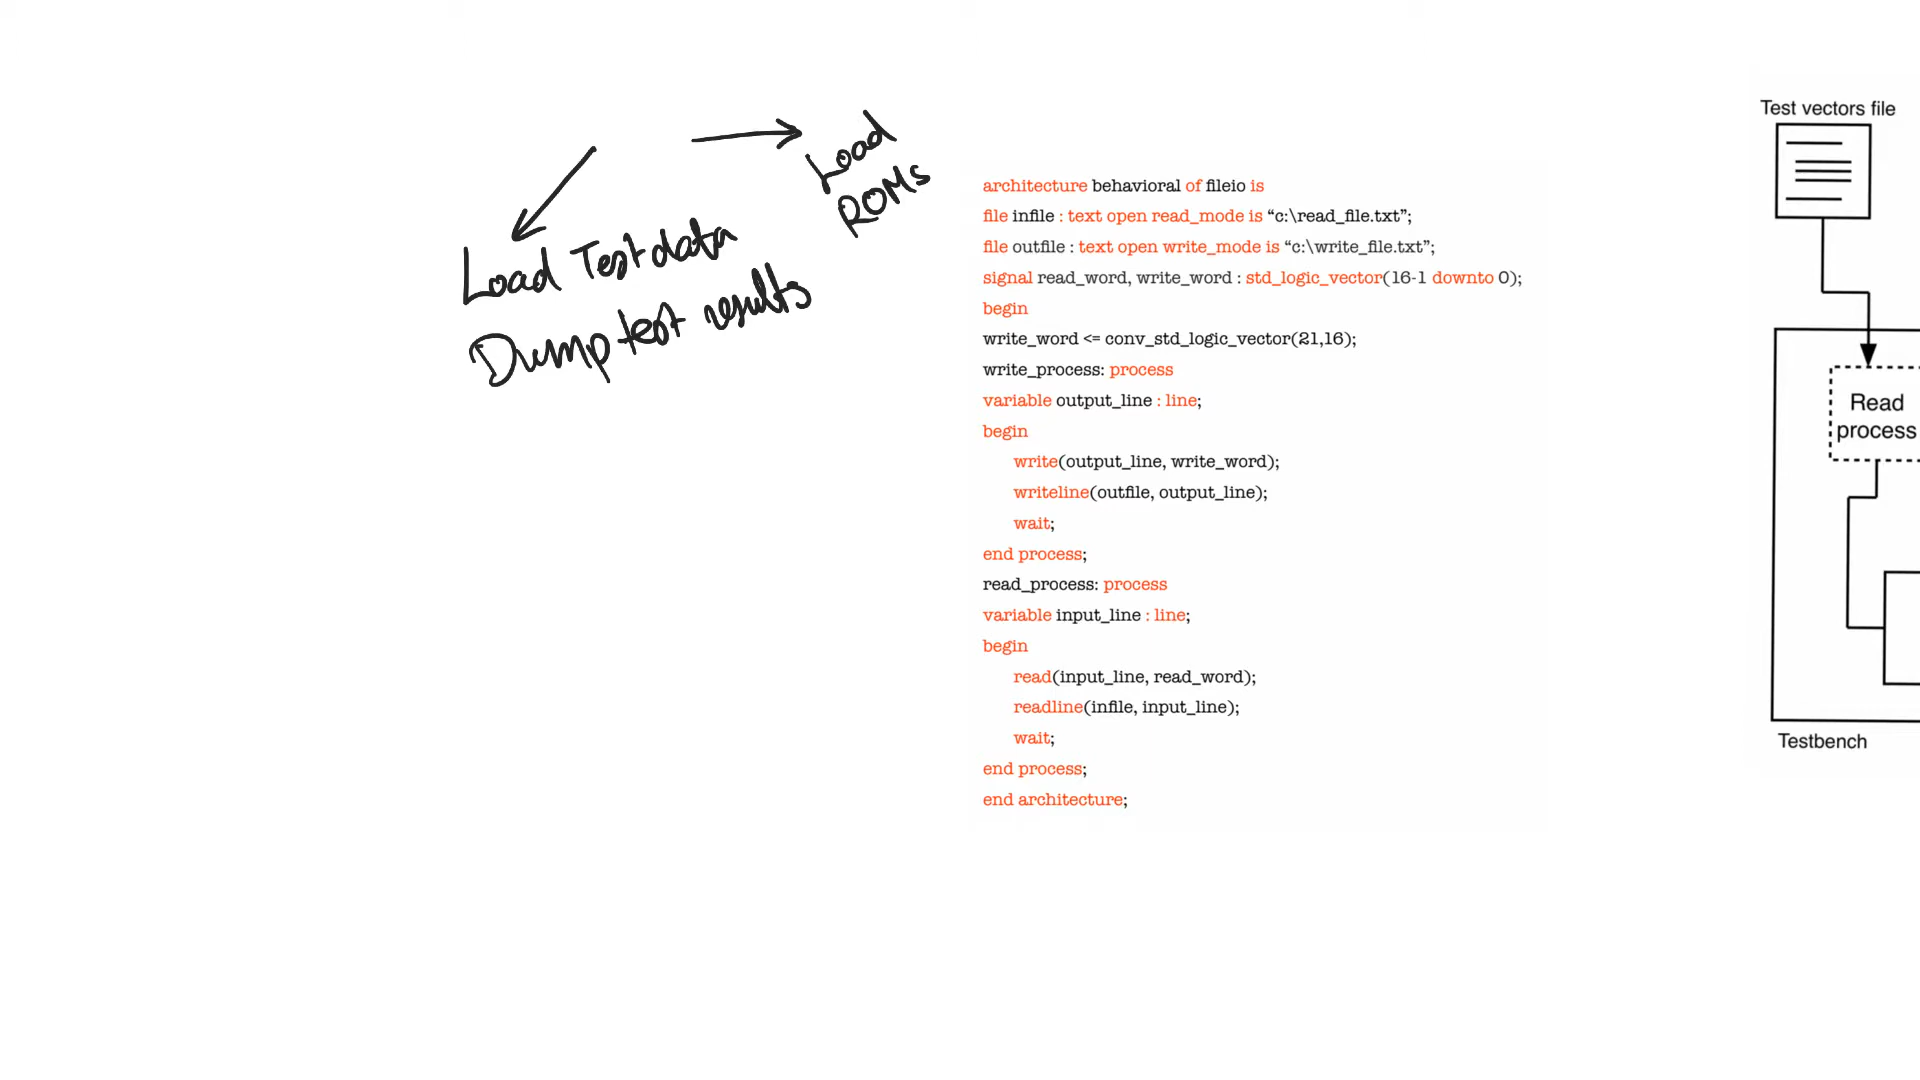 Load
ROMs
Load Test data
Dump test results
architecture behavioral of fileio is
file infile : text open read_mode is “c:\read_file.txt”;
file outfile : text open write_mode is “c:\write_file.txt”;
signal read_word, write_word : std_logic_vector(16-1 downto 0);
begin
write_word <= conv_std_logic_vector(21,16);
write_process: process
variable output_line : line;
begin
write(output_line, write_word);
writeline(outfile, output_line);
wait;
end process;
read_process: process
variable input_line : line;
begin
read(input_line, read_word);
readline(infile, input_line);
wait;
end process;
end architecture;
Test vectors file
Read
process
Testbench